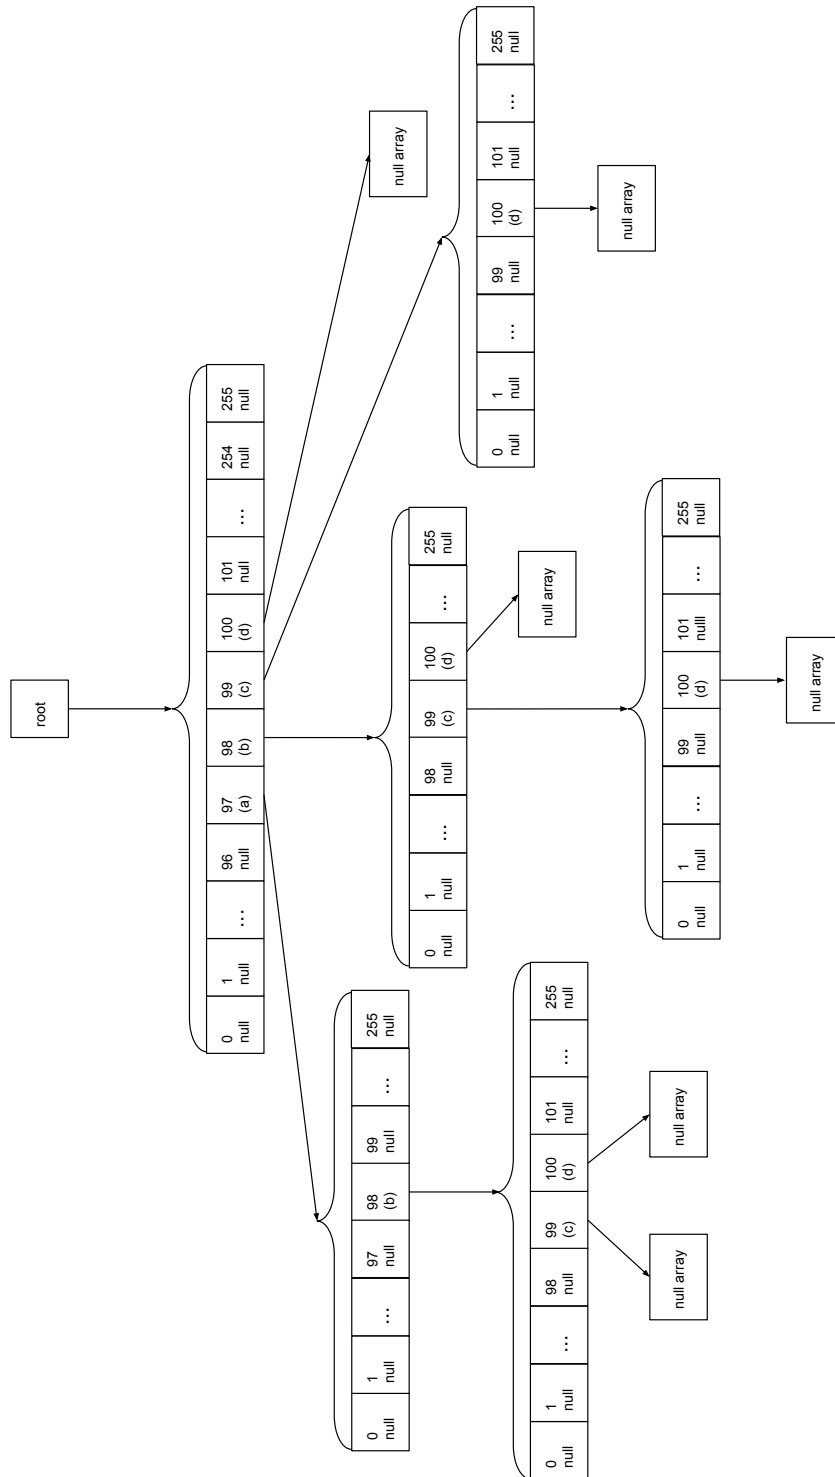 root
0
null
1
null
...
96
null
97
(a)
98
(b)
99
(c)
100
(d)
101
null
...
254
null
255
null
0
null
1
null
...
97
null
98
(b)
99
null
...
255
null
0
null
1
null
...
98
null
99
(c)
100
(d)
...
255
null
null array
0
null
1
null
...
99
null
100
(d)
101
null
...
255
null
0
null
1
null
...
98
null
99
(c)
100
(d)
101
null
...
255
null
null array
null array
0
null
1
null
...
99
null
100
(d)
101
null
...
255
null
null array
null array
null array